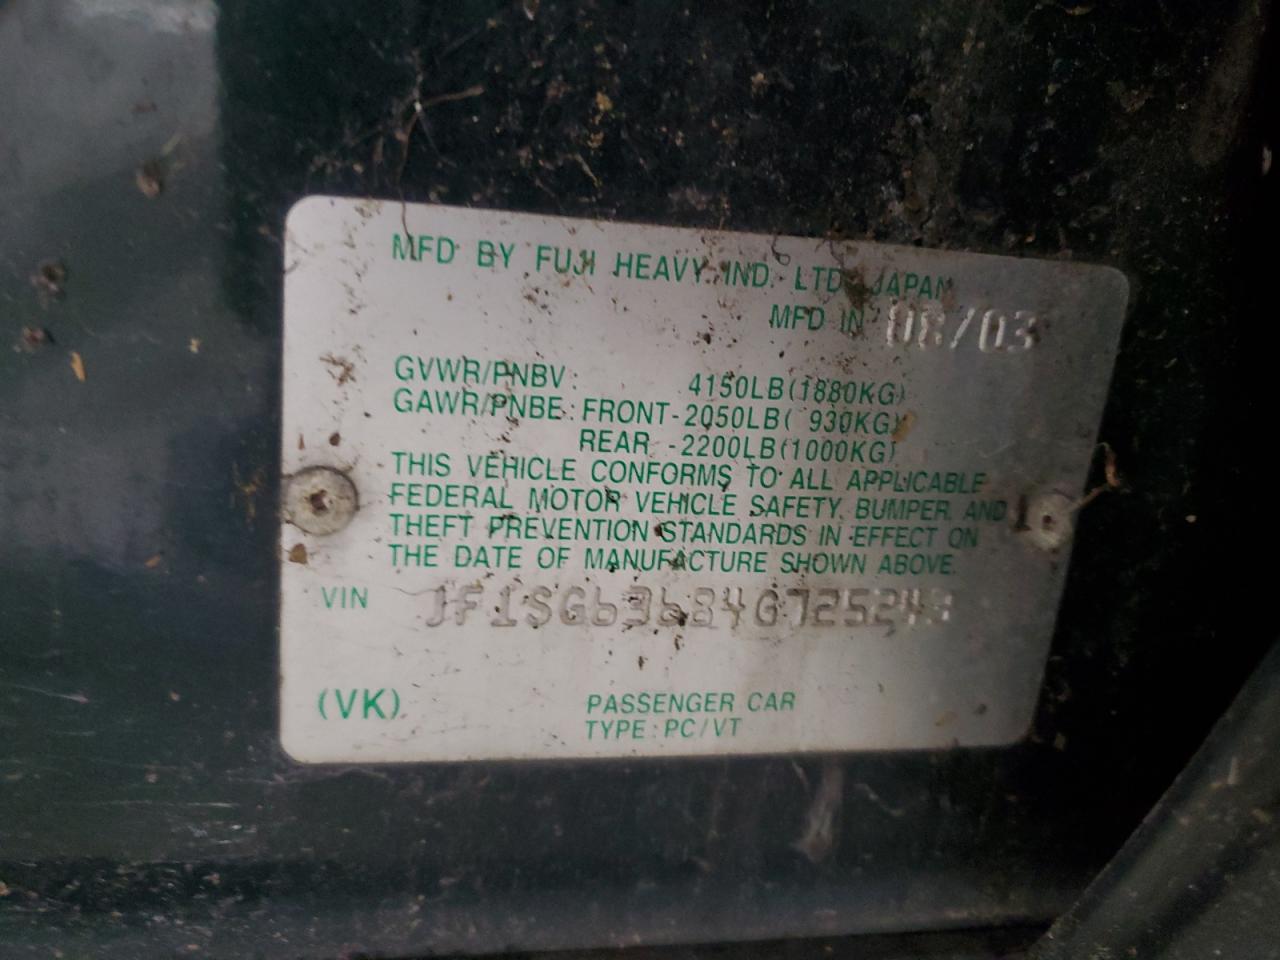 MFD BY FUJI HEAVY IND. LTD. JAPAN
MFD IN 08/03
GVWR/PNBV: 4150LB(1880KG)
GAWR/PNBE: FRONT-2050LB( 930KG)
REAR -2200LB(1000KG)
THIS VEHICLE CONFORMS TO ALL APPLICABLE
FEDERAL MOTOR VEHICLE SAFETY, BUMPER, AND
THEFT PREVENTION STANDARDS IN EFFECT ON
THE DATE OF MANUFACTURE SHOWN ABOVE.
VIN
(VK)
PASSENGER CAR
TYPE: PC/VT